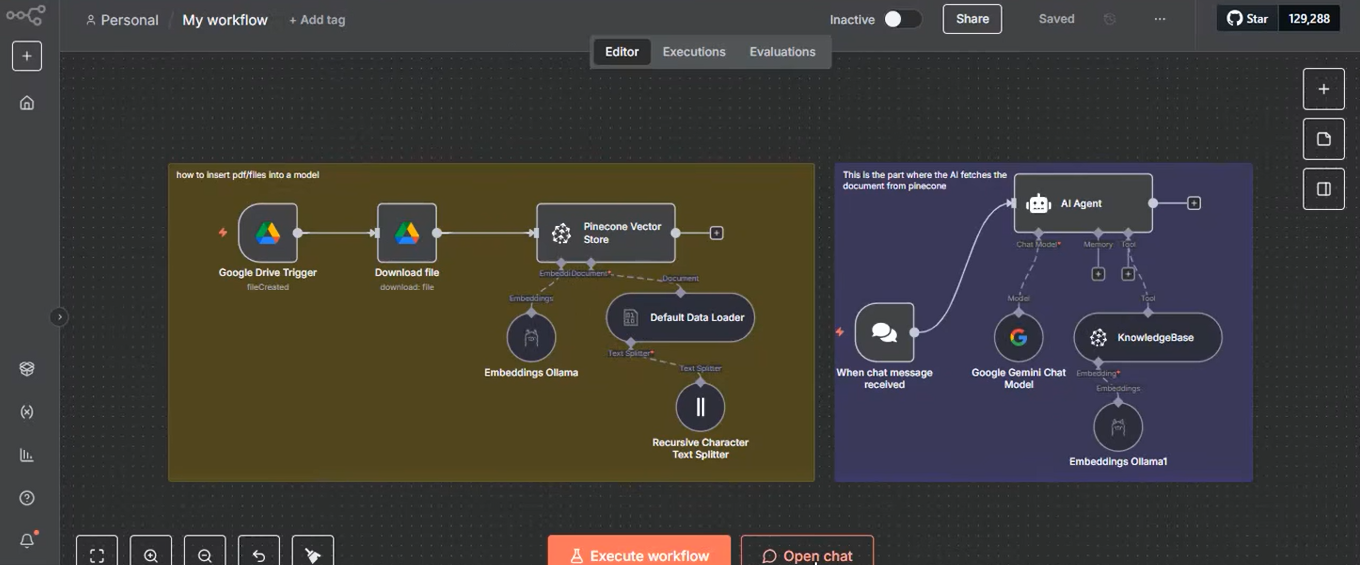 Personal / My workflow + Add tag
Inactive Share Saved ... Star 129,288
Editor Executions Evaluations
how to insert pdf/files into a model
Google Drive Trigger
fileCreated
Download file
download: file
Pinecone Vector
Store
Document*
Embeddings
Document
Embeddings Ollama
Default Data Loader
Text Splitter*
Text Splitter
Recursive Character
Text Splitter
This is the part where the AI fetches the
document from pinecone
AI Agent
Chat Model* Memory Tool
Model
Tool
When chat message
received
Google Gemini Chat
Model
KnowledgeBase
Embedding*
Embeddings
Embeddings Ollama1
Execute workflow
Open chat